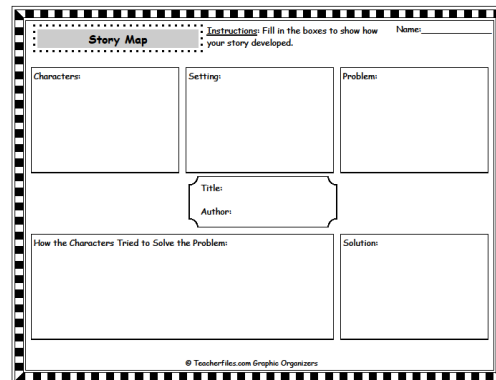 Story Map
Instructions: Fill in the boxes to show how
your story developed.
Name:
Characters:
Setting:
Problem:
Title:
Author:
How the Characters Tried to Solve the Problem:
Solution:
© Teacherfiles.com Graphic Organizers